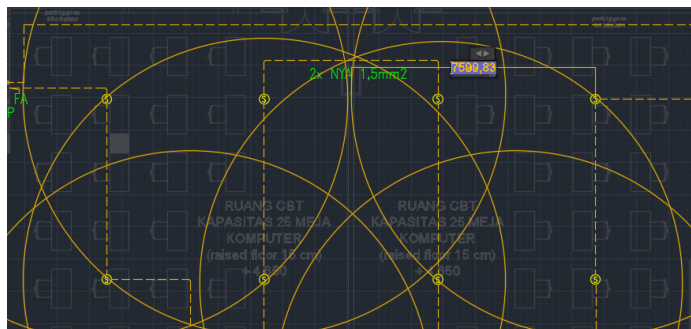 7599,83
2x NYA 1,5mm2
FA
P
S S S S
RUANG CBT
KAPASITAS 25 MEJA
KOMPUTER
(raised floor 15 cm)
RUANG CBT
KAPASITAS 25 MEJA
KOMPUTER
(raised floor 15 cm)
S S S S